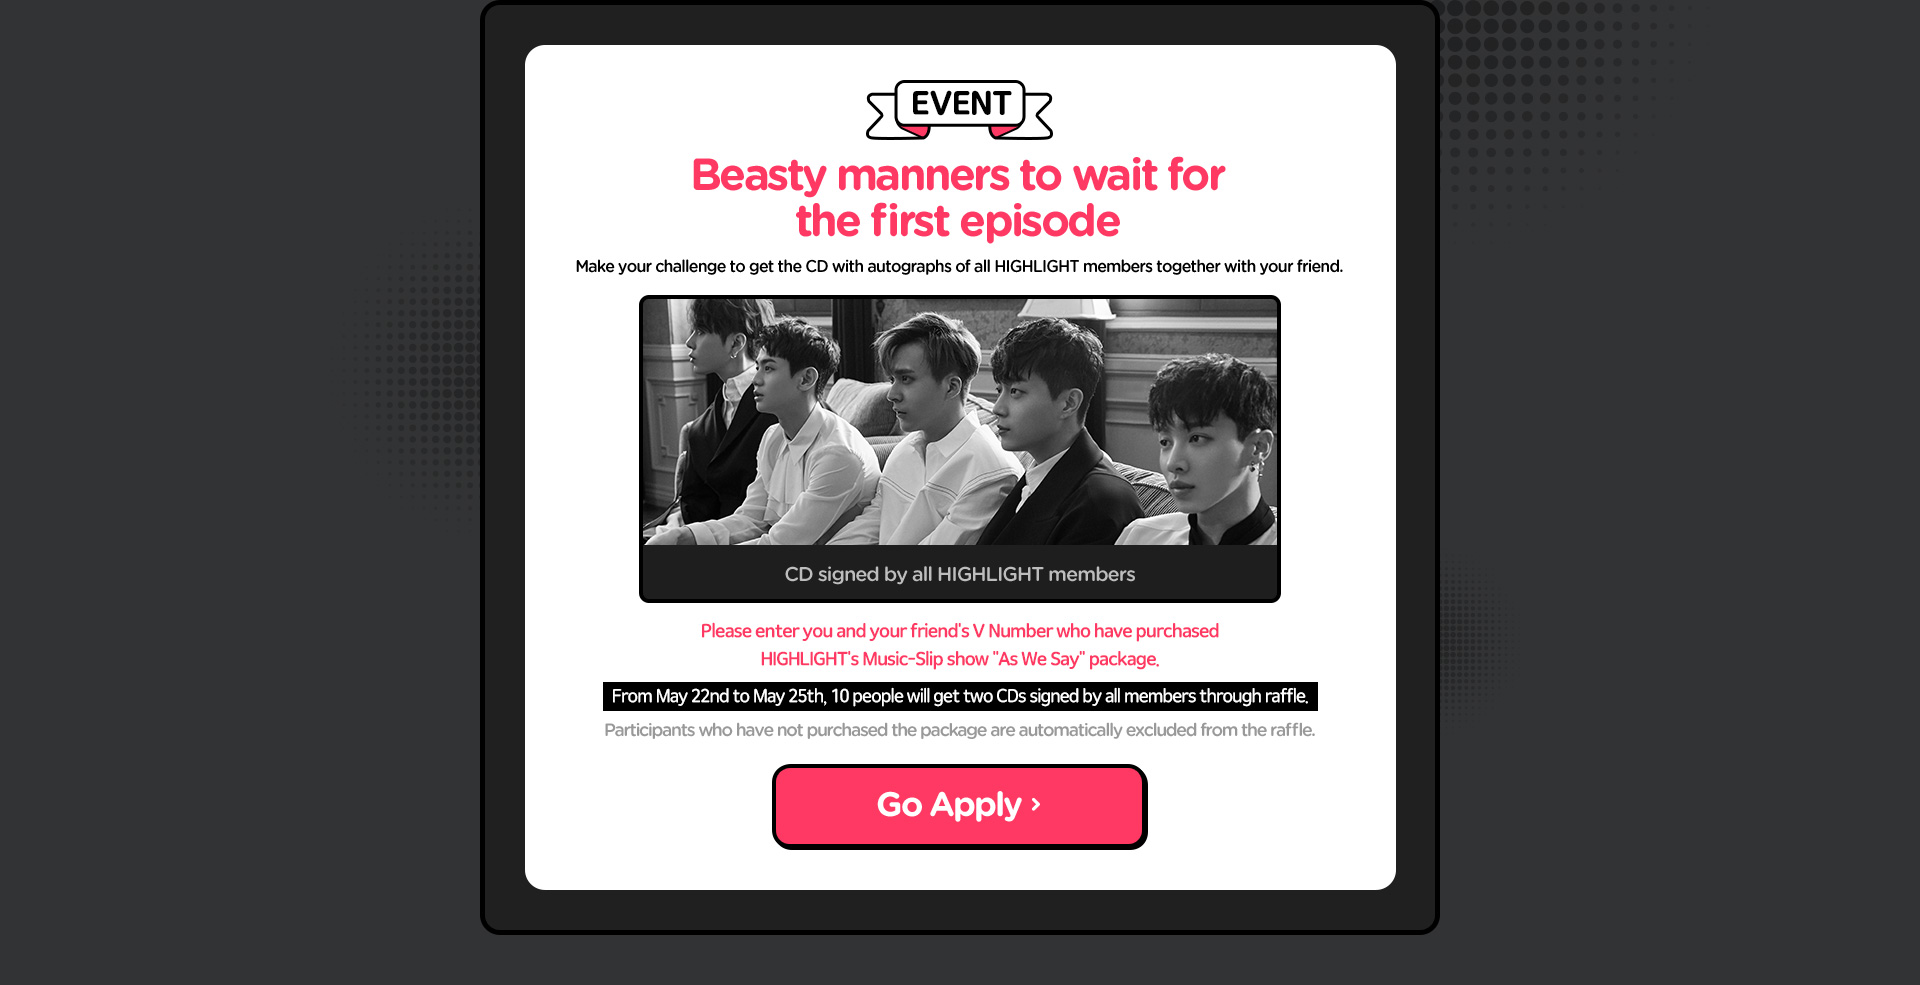 EVENT
Beasty manners to wait for
the first episode
Make your challenge to get the CD with autographs of all HIGHLIGHT members together with your friend.
CD signed by all HIGHLIGHT members
Please enter you and your friend's V Number who have purchased
HIGHLIGHT's Music-Slip show "As We Say" package.
From May 22nd to May 25th, 10 people will get two CDs signed by all members through raffle.
Participants who have not purchased the package are automatically excluded from the raffle.
Go Apply ›